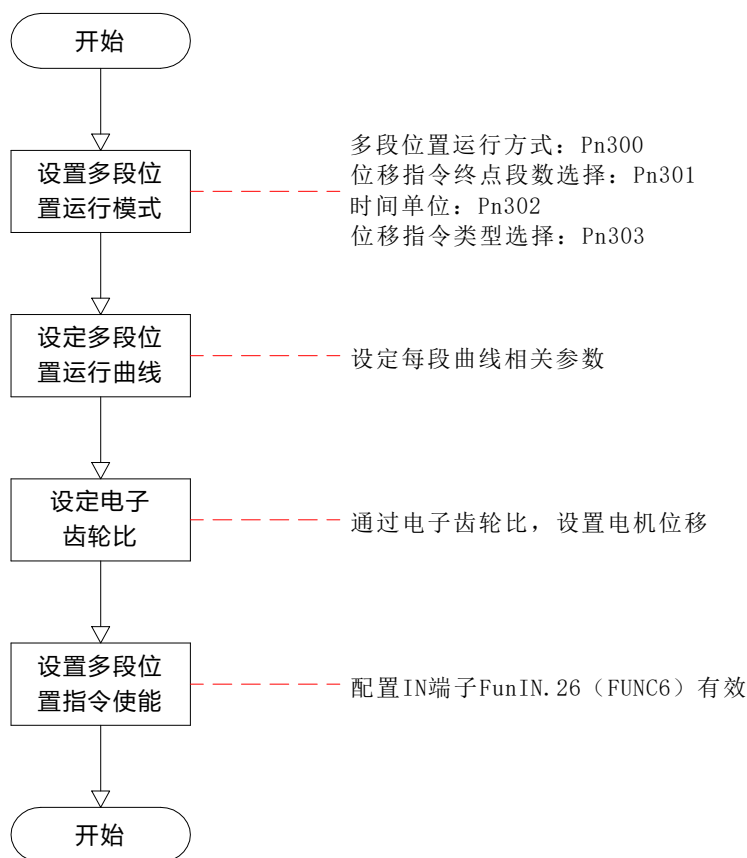 开始
设置多段位
置运行模式
多段位置运行方式：Pn300
位移指令终点段数选择：Pn301
时间单位：Pn302
位移指令类型选择：Pn303
设定多段位
置运行曲线
设定每段曲线相关参数
设定电子
齿轮比
通过电子齿轮比，设置电机位移
设置多段位
置指令使能
配置IN端子FunIN.26（FUNC6）有效
开始